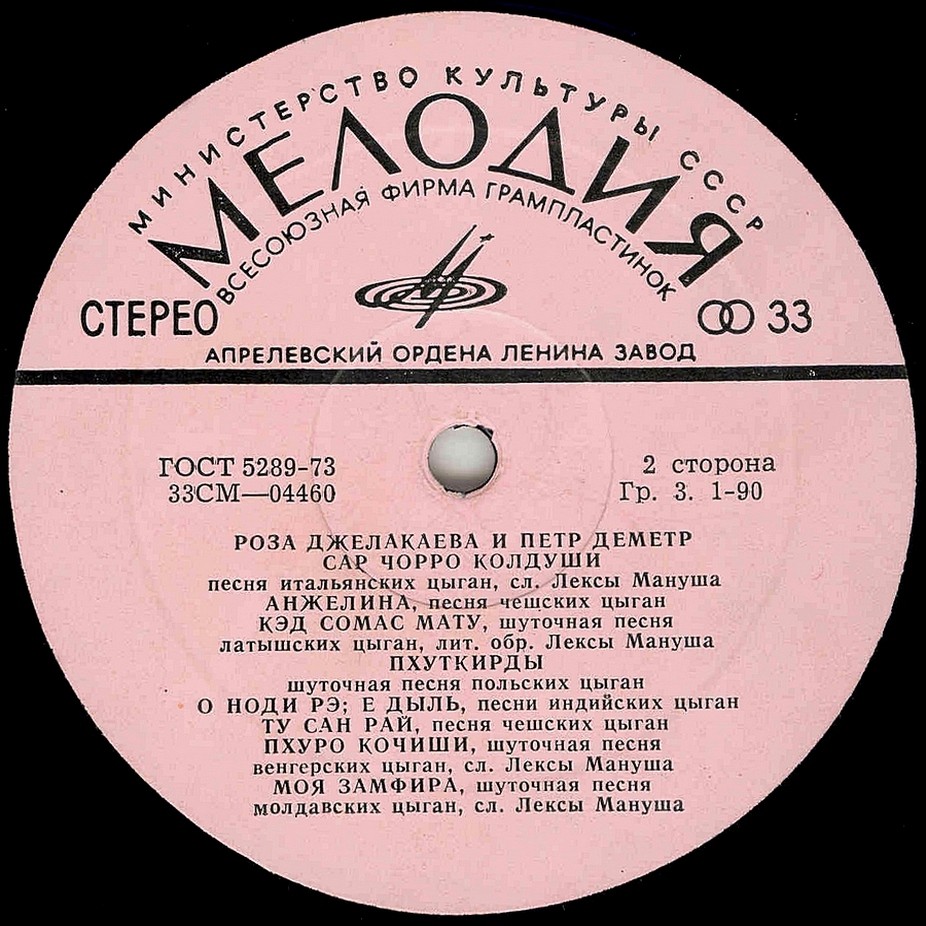 МИНИСТЕРСТВО КУЛЬТУРЫ СССР
МЕЛОДИЯ
ВСЕСОЮЗНАЯ ФИРМА ГРАМПЛАСТИНОК
СТЕРЕО
33
АПРЕЛЕВСКИЙ ОРДЕНА ЛЕНИНА ЗАВОД
ГОСТ 5289-73
2 сторона
33СМ—04460
Гр. 3. 1-90
РОЗА ДЖЕЛАКАЕВА И ПЕТР ДЕМЕТР
САР ЧОРРО КОЛДУШИ
песня итальянских цыган, сл. Лексы Мануша
АНЖЕЛИНА, песня чешских цыган
КЭД СОМАС МАТУ, шуточная песня
латышских цыган, лит. обр. Лексы Мануша
ПХУТКИРДЫ
шуточная песня польских цыган
О НОДИ РЭ; Е ДЫЛЬ, песни индийских цыган
ТУ САН РАЙ, песня чешских цыган
ПХУРО КОЧИШИ, шуточная песня
венгерских цыган, сл. Лексы Мануша
МОЯ ЗАМФИРА, шуточная песня
молдавских цыган, сл. Лексы Мануша